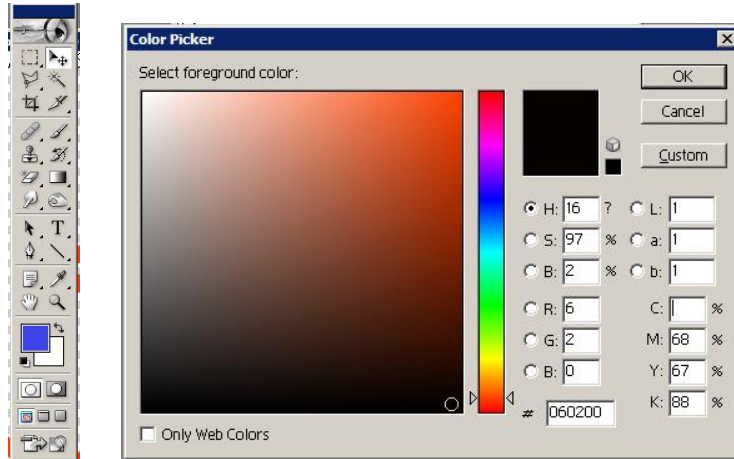 Color Picker
Select foreground color:
OK
Cancel
Custom
H: 16 ? L: 1
S: 97 % a: 1
B: 2 % b: 1
R: 6 C: %
G: 2 M: 68 %
B: 0 Y: 67 %
# 060200 K: 88 %
Only Web Colors
T